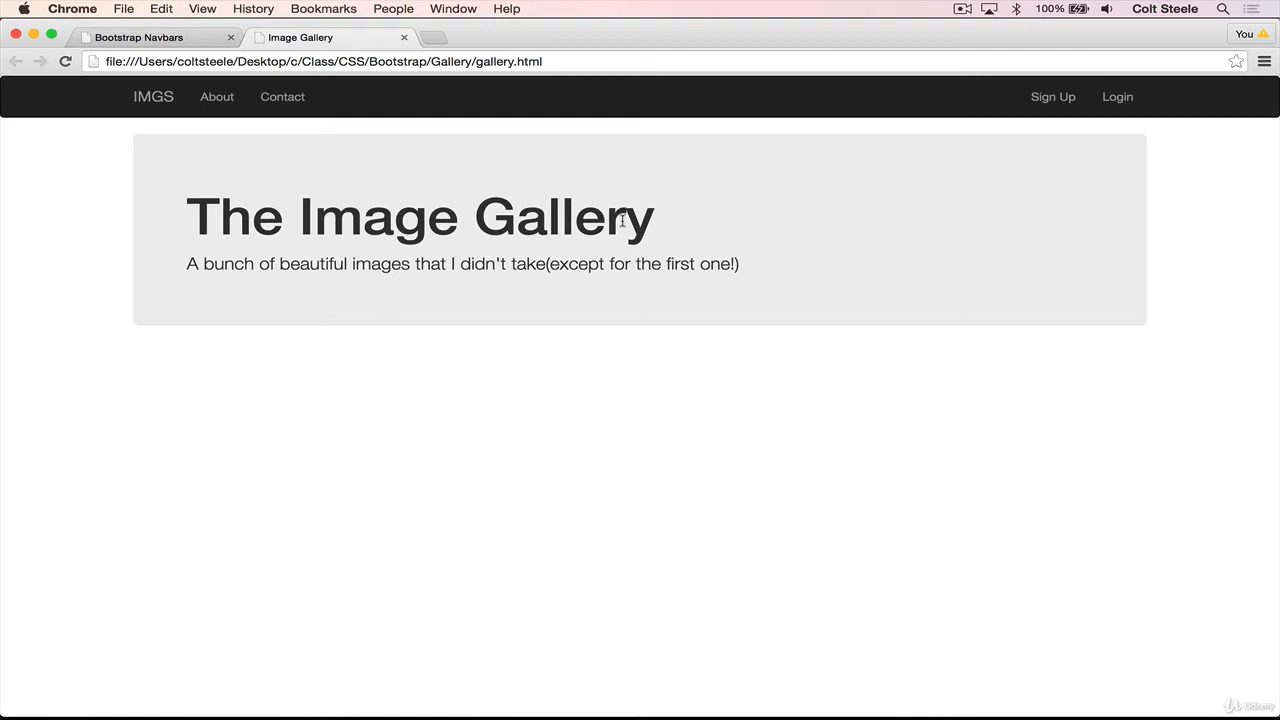 Chrome File Edit View History Bookmarks People Window Help 100% Colt Steele
Bootstrap Navbars Image Gallery You
file:///Users/coltsteele/Desktop/c/Class/CSS/Bootstrap/Gallery/gallery.html
IMGS About Contact Sign Up Login
The Image Gallery
A bunch of beautiful images that I didn't take(except for the first one!)
Udemy